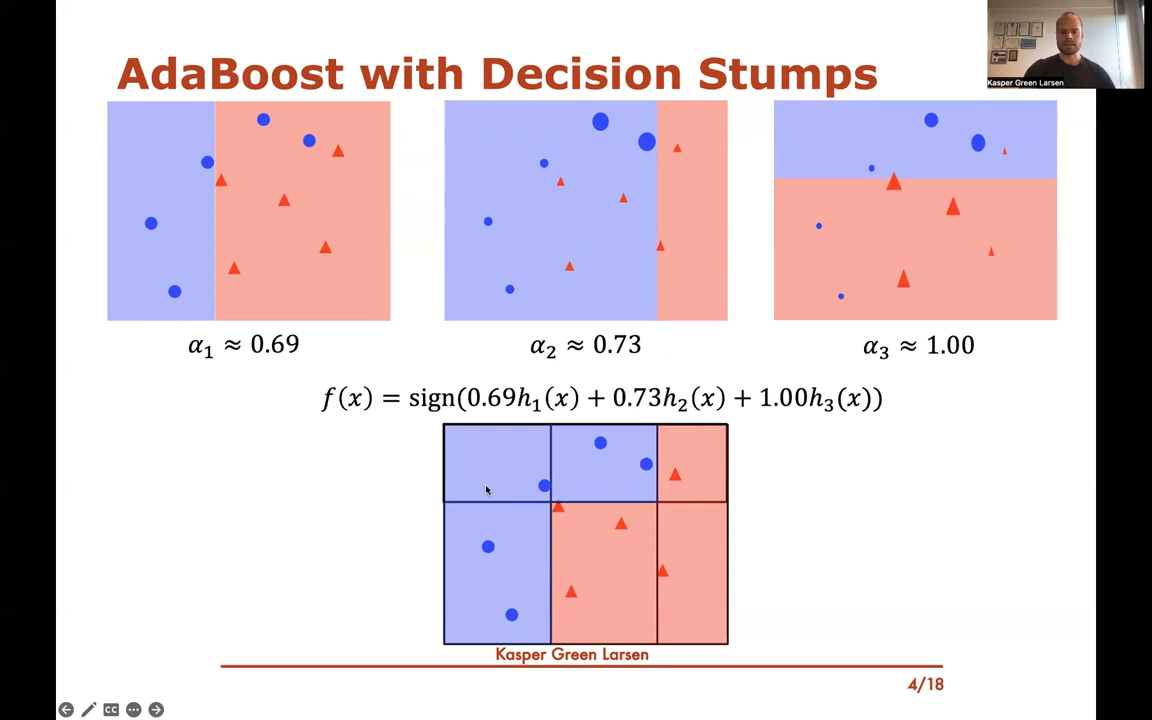 Kasper Green Larsen
AdaBoost with Decision Stumps
α₁ ≈ 0.69
α₂ ≈ 0.73
α₃ ≈ 1.00
f(x) = sign(0.69h₁(x) + 0.73h₂(x) + 1.00h₃(x))
Kasper Green Larsen
4/18
CC